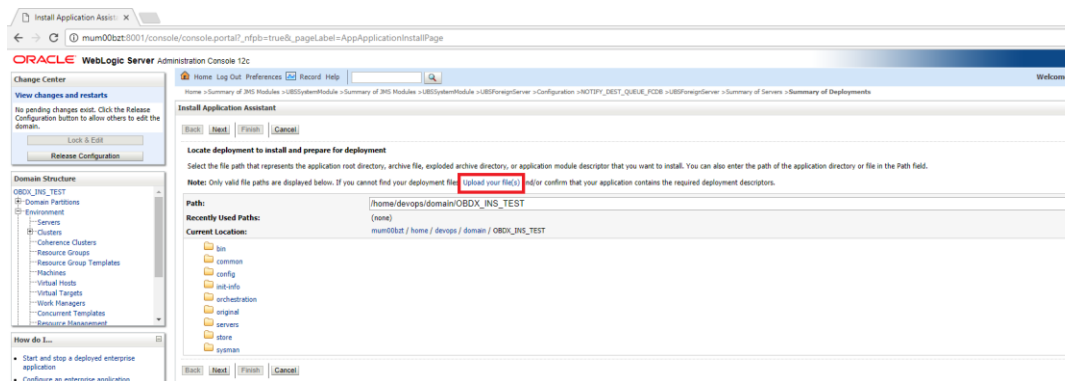 Install Application Assist
mum00bzt:8001/console/console.portal?_nfpb=true&_pageLabel=AppApplicationInstallPage
ORACLE WebLogic Server Administration Console 12c
Change Center
View changes and restarts
No pending changes exist. Click the Release
Configuration button to allow others to edit the
domain.
Lock & Edit
Release Configuration
Domain Structure
OBDX_INS_TEST
Domain Partitions
Environment
Servers
Clusters
Coherence Clusters
Resource Groups
Resource Group Templates
Machines
Virtual Hosts
Virtual Targets
Work Managers
Concurrent Templates
Resource Management
How do I...
Start and stop a deployed enterprise
application
Configure an enterprise application
Home Log Out Preferences Record Help
Welcom
Home >Summary of JMS Modules >UBSSystemModule >Summary of JMS Modules >UBSSystemModule >UBSForeignServer >Configuration >NOTIFY_DEST_QUEUE_FCDB >UBSForeignServer >Summary of Servers >Summary of Deployments
Install Application Assistant
Back Next Finish Cancel
Locate deployment to install and prepare for deployment
Select the file path that represents the application root directory, archive file, exploded archive directory, or application module descriptor that you want to install. You can also enter the path of the application directory or file in the Path field.
Note: Only valid file paths are displayed below. If you cannot find your deployment files Upload your file(s) nd/or confirm that your application contains the required deployment descriptors.
Path: /home/devops/domain/OBDX_INS_TEST
Recently Used Paths: (none)
Current Location: mum00bzt / home / devops / domain / OBDX_INS_TEST
bin
common
config
init-info
orchestration
original
servers
store
sysman
Back Next Finish Cancel